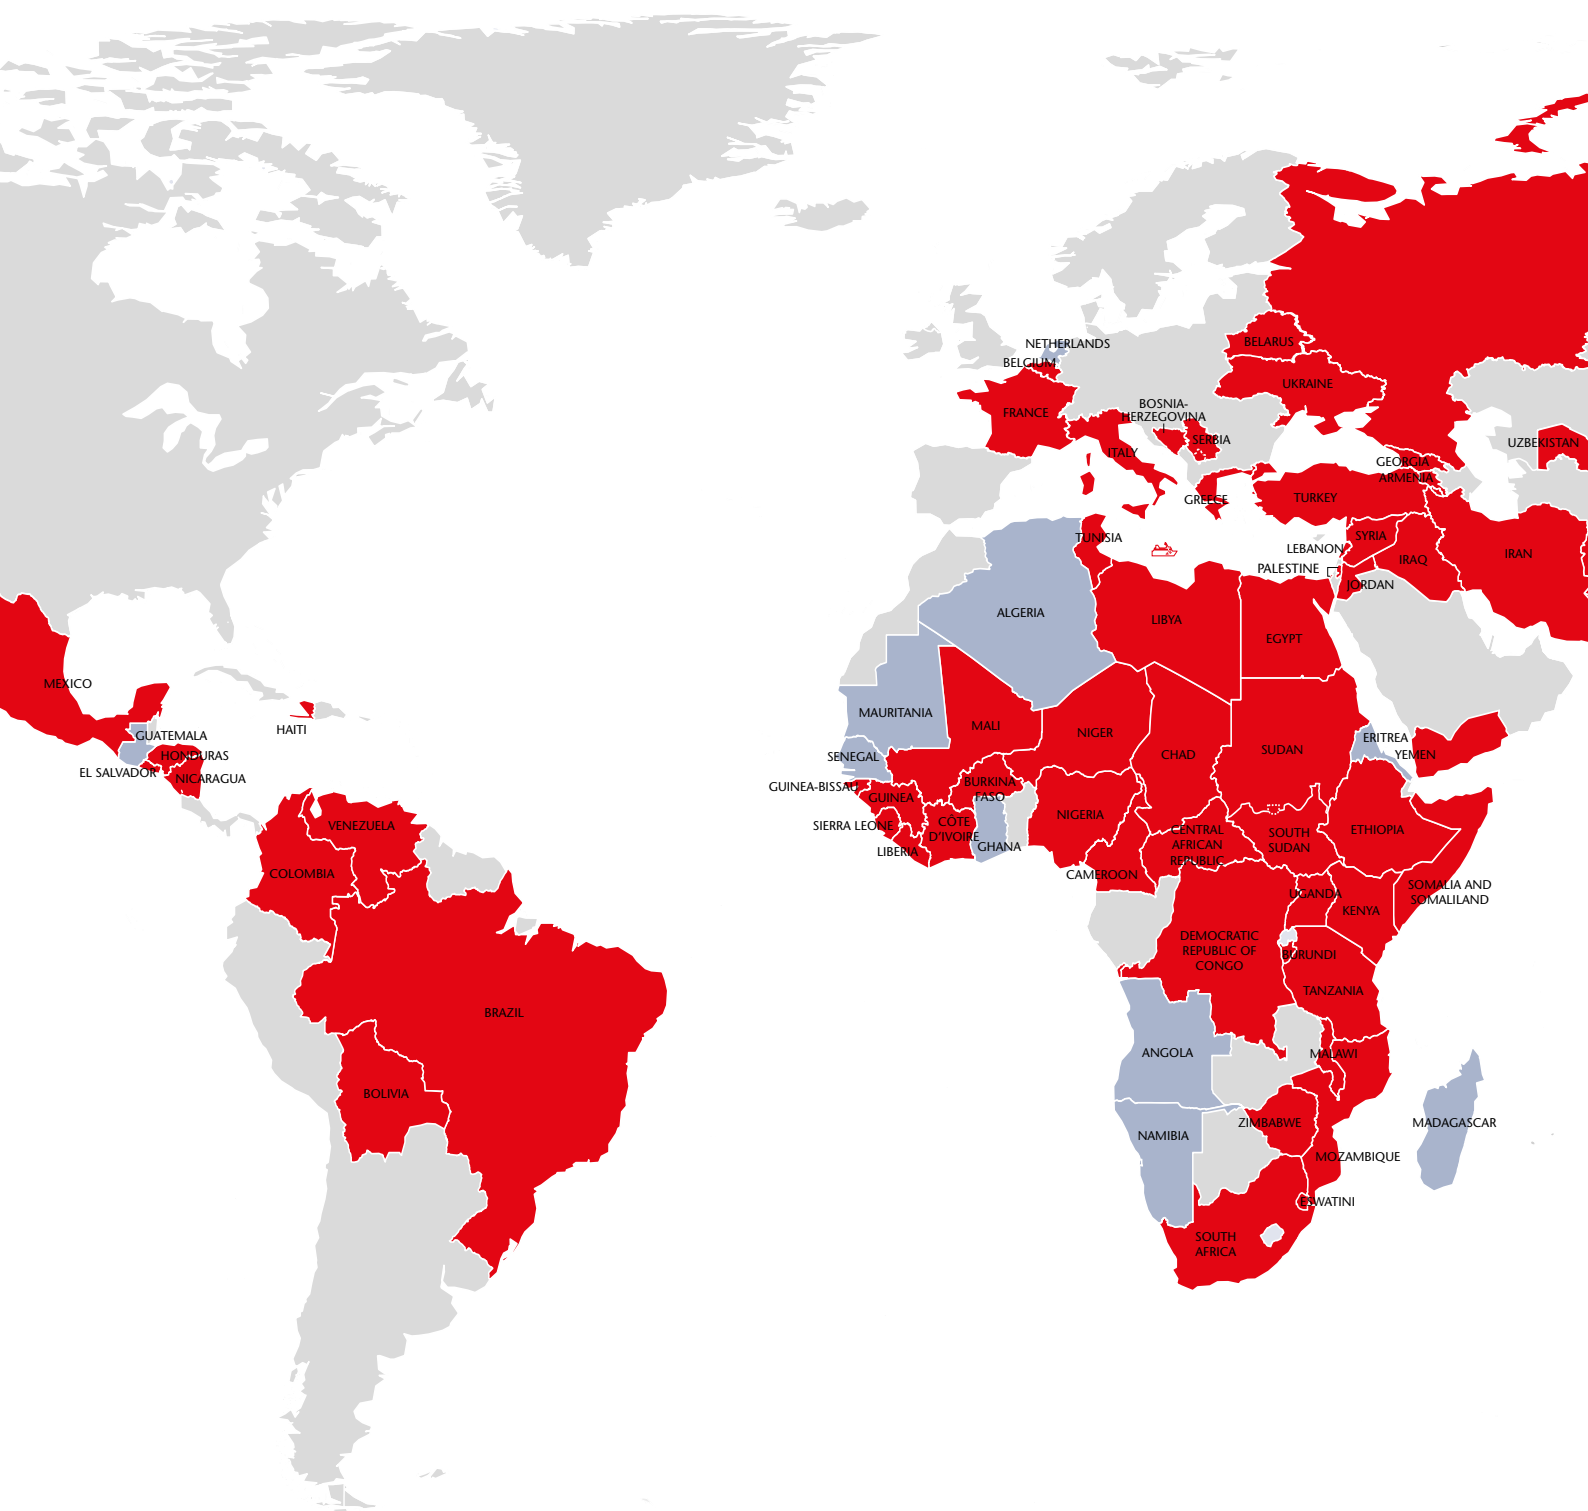 NETHERLANDS
BELARUS
BELGIUM
UKRAINE
FRANCE
BOSNIA-
HERZEGOVINA
SERBIA
UZBEKISTAN
ITALY
GEORGIA
ARMENIA
GREECE
TURKEY
TUNISIA
SYRIA
LEBANON
IRAN
IRAQ
PALESTINE
JORDAN
ALGERIA
LIBYA
EGYPT
MEXICO
MAURITANIA
MALI
HAITI
NIGER
GUATEMALA
ERITREA
SUDAN
HONDURAS
SENEGAL
CHAD
YEMEN
EL SALVADOR
NICARAGUA
BURKINA
FASO
GUINEA-BISSAU
GUINEA
NIGERIA
VENEZUELA
SIERRA LEONE
CÔTE
D'IVOIRE
CENTRAL
AFRICAN
REPUBLIC
SOUTH
SUDAN
ETHIOPIA
GHANA
LIBERIA
COLOMBIA
CAMEROON
SOMALIA AND
SOMALILAND
UGANDA
KENYA
DEMOCRATIC
REPUBLIC OF
CONGO
BURUNDI
TANZANIA
BRAZIL
ANGOLA
MALAWI
BOLIVIA
ZIMBABWE
MADAGASCAR
NAMIBIA
MOZAMBIQUE
ESWATINI
SOUTH
AFRICA